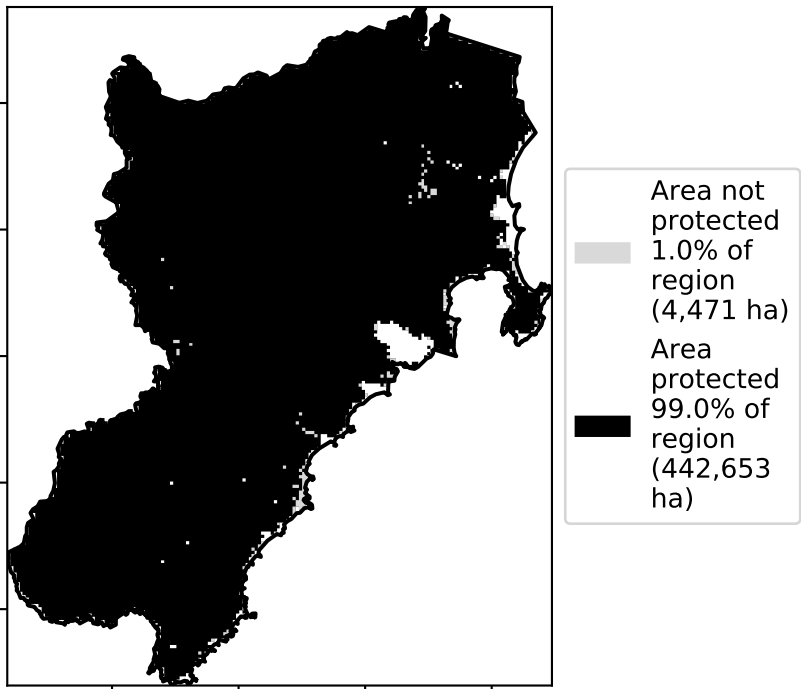 Area not
protected
1.0% of
region
(4,471 ha)
Area
protected
99.0% of
region
(442,653
ha)